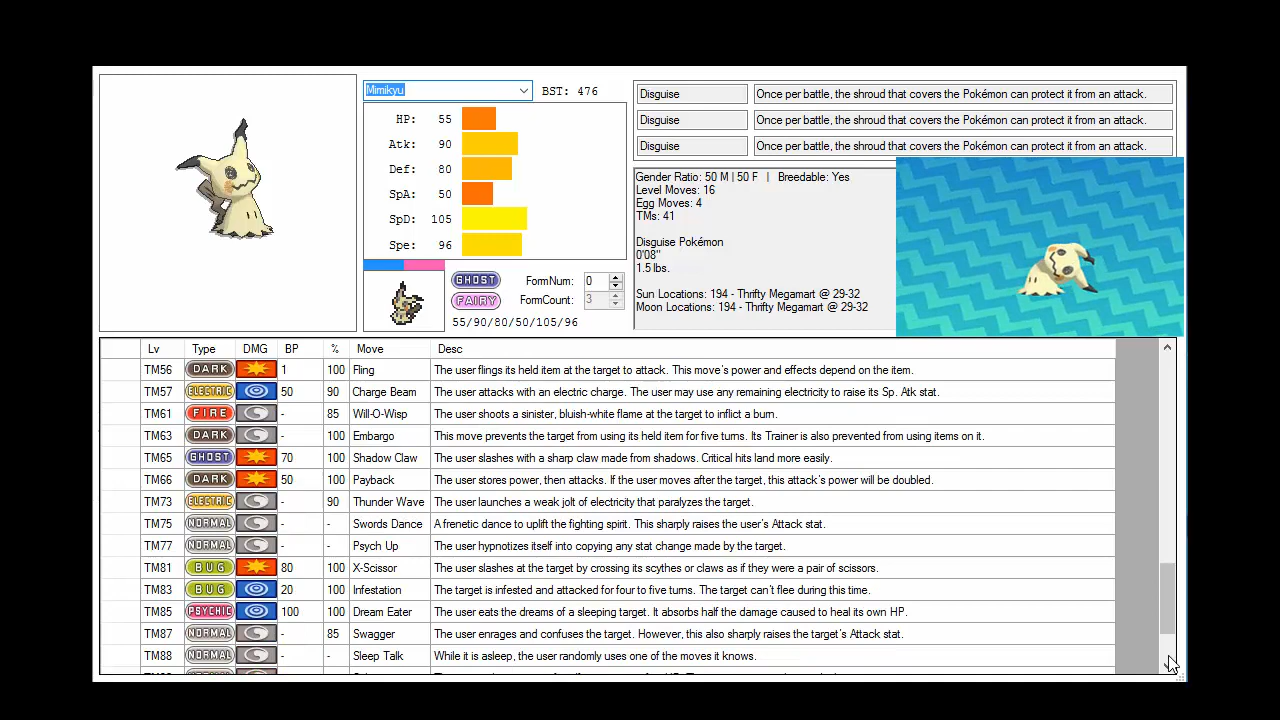 Mimikyu
BST: 476
HP: 55
Atk: 90
Def: 80
SpA: 50
SpD: 105
Spe: 96
GHOST
FAIRY
FormNum: 0
FormCount: 3
55/90/80/50/105/96
Disguise Once per battle, the shroud that covers the Pokémon can protect it from an attack.
Disguise Once per battle, the shroud that covers the Pokémon can protect it from an attack.
Disguise Once per battle, the shroud that covers the Pokémon can protect it from an attack.
Gender Ratio: 50 M | 50 F | Breedable: Yes
Level Moves: 16
Egg Moves: 4
TMs: 41
Disguise Pokémon
0'08"
1.5 lbs.
Sun Locations: 194 - Thrifty Megamart @ 29-32
Moon Locations: 194 - Thrifty Megamart @ 29-32
Lv Type DMG BP % Move Desc
TM56 DARK 1 100 Fling The user flings its held item at the target to attack. This move's power and effects depend on the item.
TM57 ELECTRIC 50 90 Charge Beam The user attacks with an electric charge. The user may use any remaining electricity to raise its Sp. Atk stat.
TM61 FIRE - 85 Will-O-Wisp The user shoots a sinister, bluish-white flame at the target to inflict a burn.
TM63 DARK - 100 Embargo This move prevents the target from using its held item for five turns. Its Trainer is also prevented from using items on it.
TM65 GHOST 70 100 Shadow Claw The user slashes with a sharp claw made from shadows. Critical hits land more easily.
TM66 DARK 50 100 Payback The user stores power, then attacks. If the user moves after the target, this attack's power will be doubled.
TM73 ELECTRIC - 90 Thunder Wave The user launches a weak jolt of electricity that paralyzes the target.
TM75 NORMAL - - Swords Dance A frenetic dance to uplift the fighting spirit. This sharply raises the user's Attack stat.
TM77 NORMAL - - Psych Up The user hypnotizes itself into copying any stat change made by the target.
TM81 BUG 80 100 X-Scissor The user slashes at the target by crossing its scythes or claws as if they were a pair of scissors.
TM83 BUG 20 100 Infestation The target is infested and attacked for four to five turns. The target can't flee during this time.
TM85 PSYCHIC 100 100 Dream Eater The user eats the dreams of a sleeping target. It absorbs half the damage caused to heal its own HP.
TM87 NORMAL - 85 Swagger The user enrages and confuses the target. However, this also sharply raises the target's Attack stat.
TM88 NORMAL - - Sleep Talk While it is asleep, the user randomly uses one of the moves it knows.